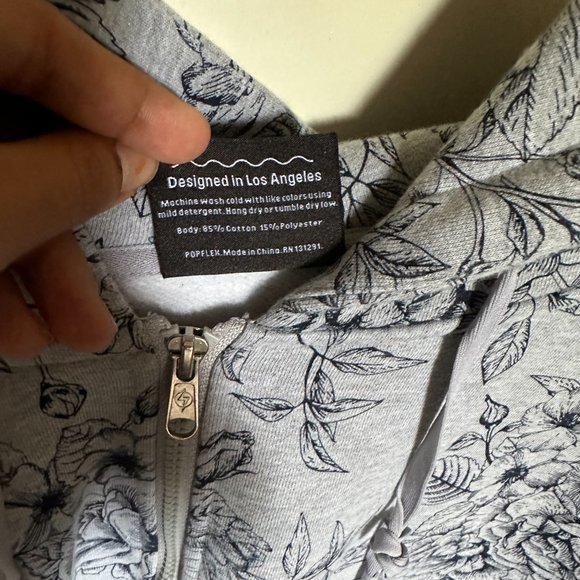 Designed in Los Angeles
Machine wash cold with like colors using
mild detergent. Hang dry or tumble dry low.
Body: 85% Cotton 15% Polyester
POPFLEX. Made in China. RN 131291.